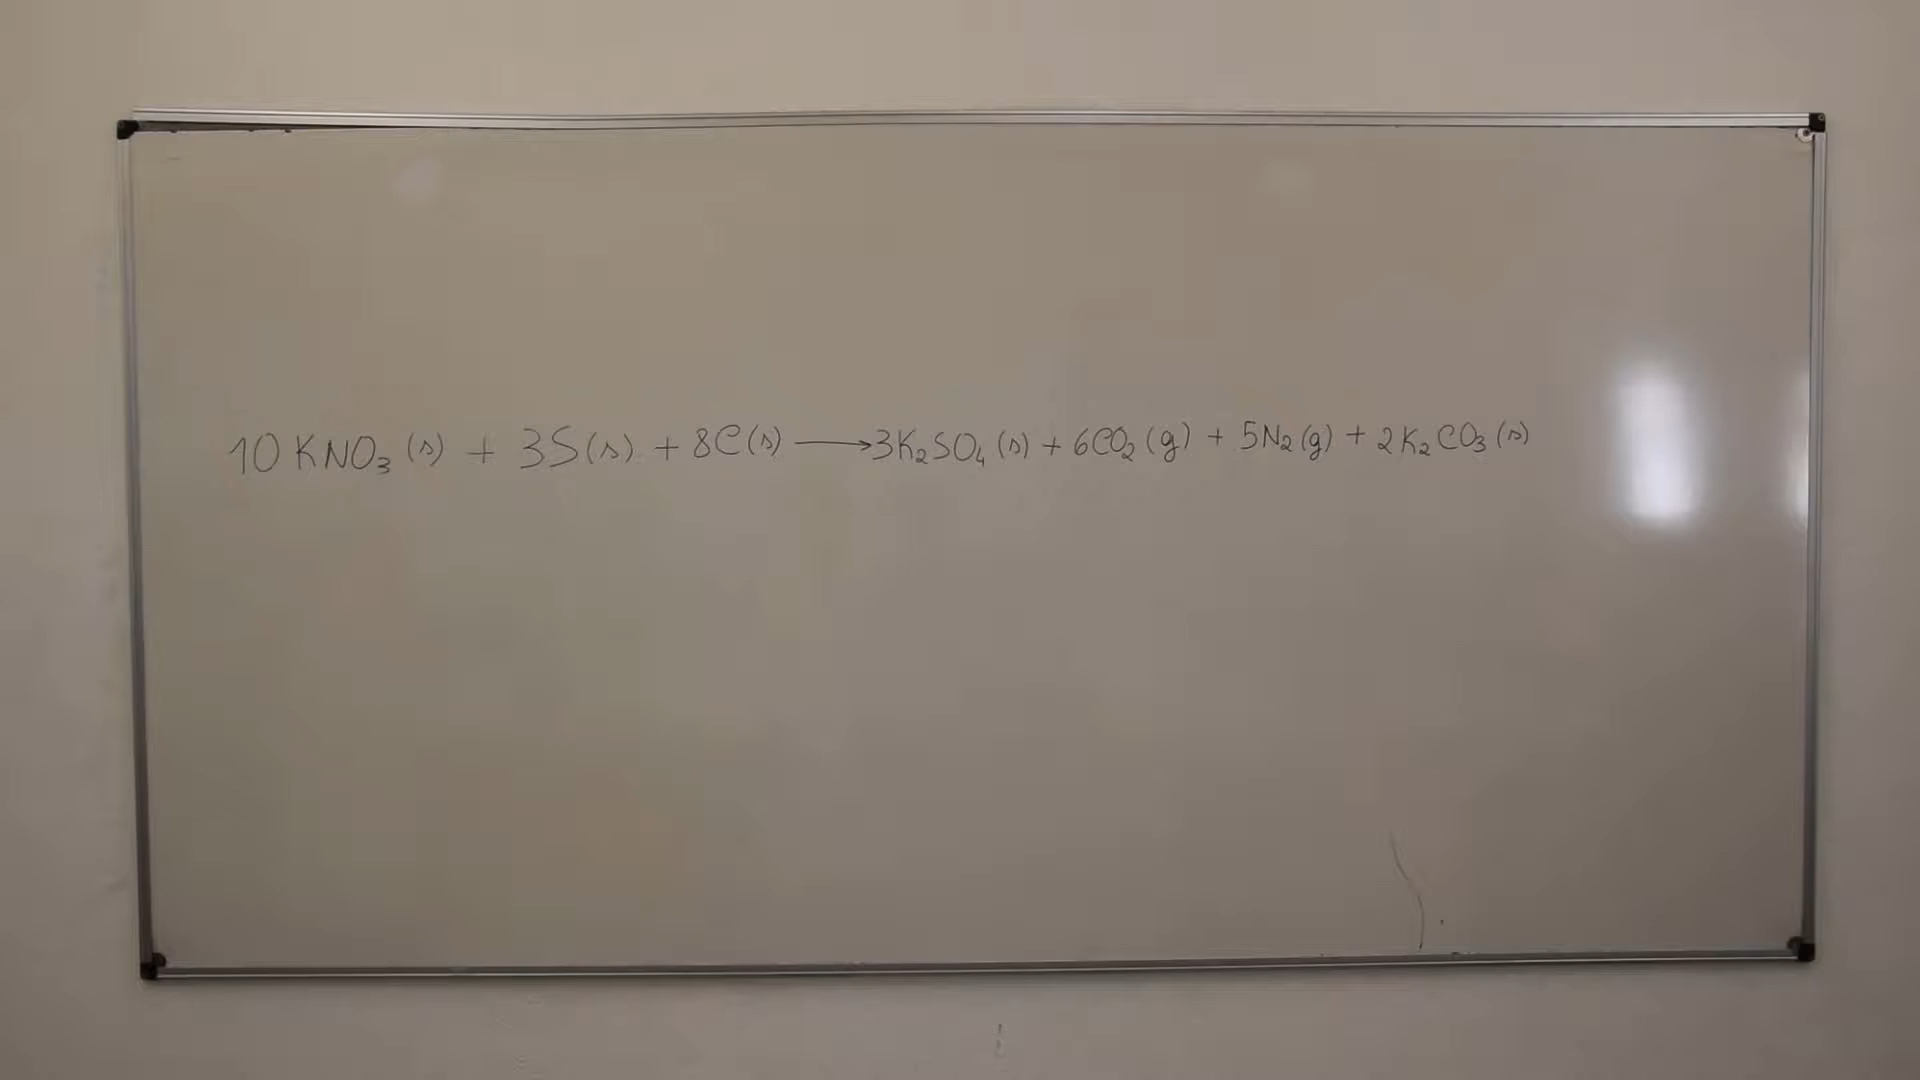 10 KNO₃ (s) + 3S(s) + 8C(s) ⟶ 3K₂SO₄ (s) + 6CO₂ (g) + 5N₂ (g) + 2K₂CO₃ (s)